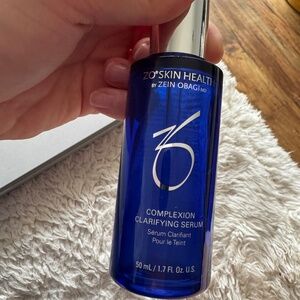 ZO® SKIN HEALTH
BY ZEIN OBAGI MD
COMPLEXION
CLARIFYING SERUM
Sérum Clarifiant
Pour le Teint
50 mL / 1.7 Fl. Oz. U.S.